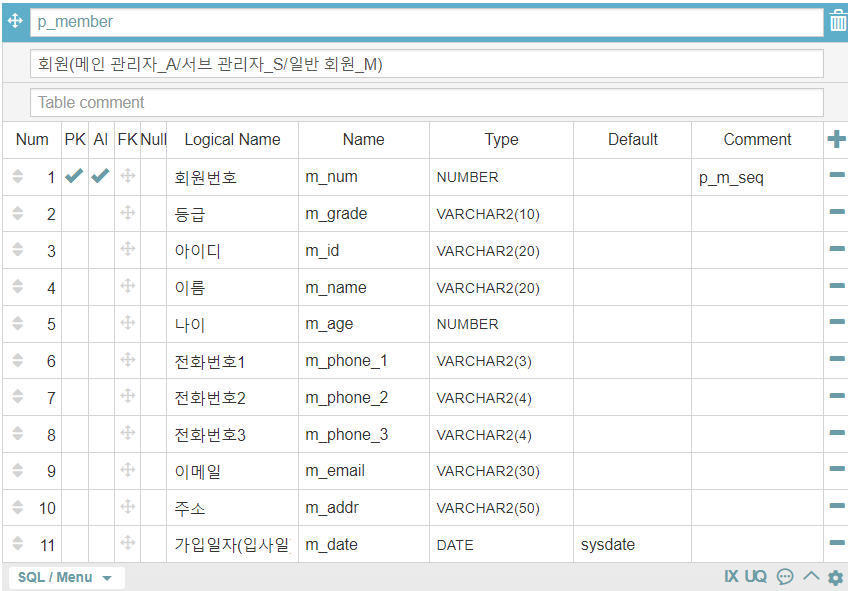 p_member
회원(메인 관리자_A/서브 관리자_S/일반 회원_M)
Table comment
Num PK AI FK Null Logical Name Name Type Default Comment
1 회원번호 m_num NUMBER p_m_seq
2 등급 m_grade VARCHAR2(10)
3 아이디 m_id VARCHAR2(20)
4 이름 m_name VARCHAR2(20)
5 나이 m_age NUMBER
6 전화번호1 m_phone_1 VARCHAR2(3)
7 전화번호2 m_phone_2 VARCHAR2(4)
8 전화번호3 m_phone_3 VARCHAR2(4)
9 이메일 m_email VARCHAR2(30)
10 주소 m_addr VARCHAR2(50)
11 가입일자(입사일 m_date DATE sysdate
SQL / Menu IX UQ